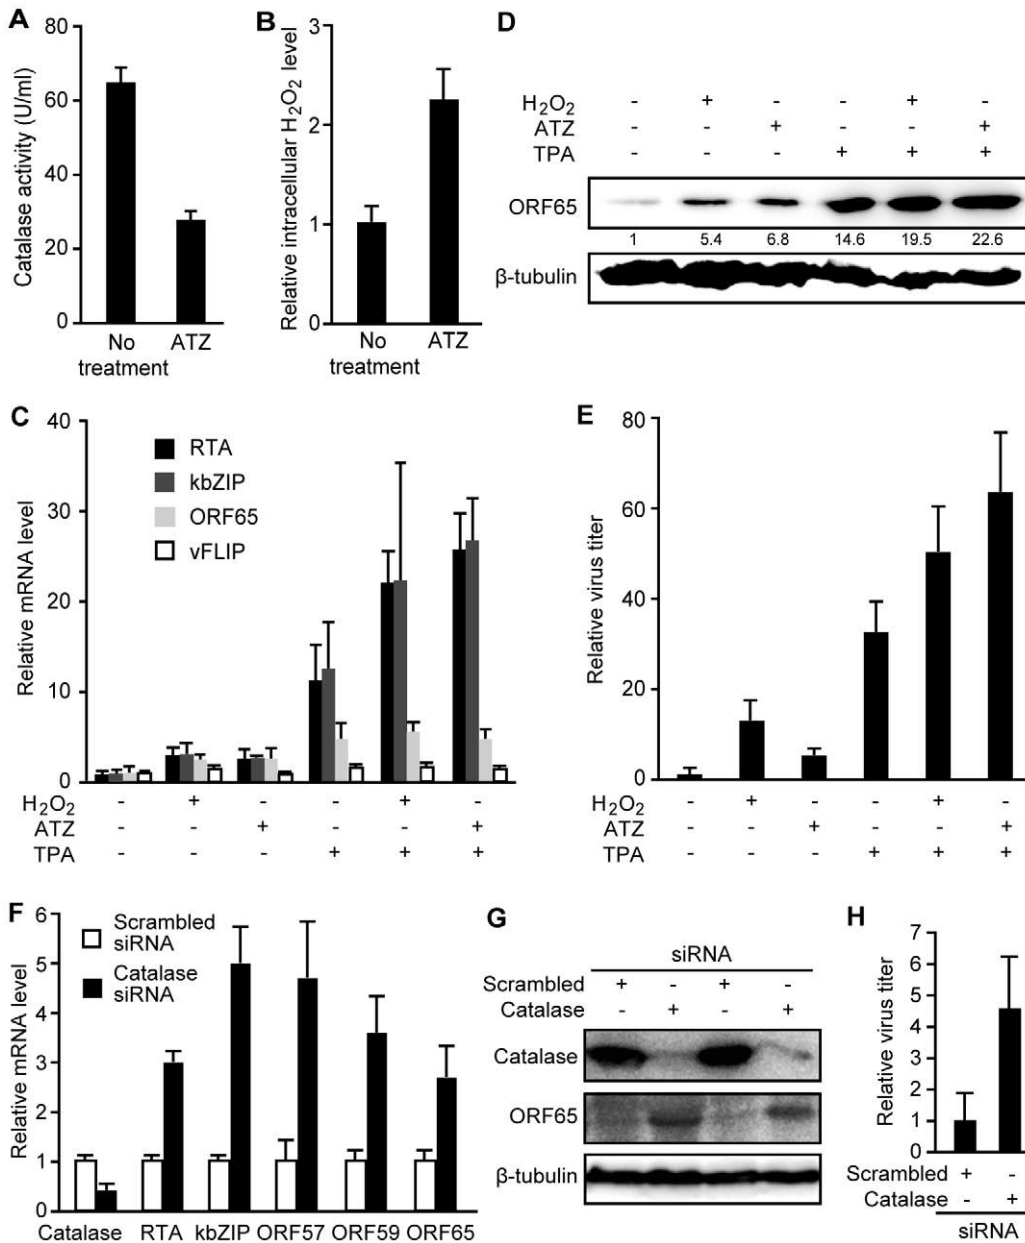 A
Catalase activity (U/ml)
80
60
40
20
0
No treatment
ATZ
B
Relative intracellular H₂O₂ level
3
2
1
0
No treatment
ATZ
D
H₂O₂ - + - - + -
ATZ - - + - - +
TPA - - - + + +
ORF65
1 5.4 6.8 14.6 19.5 22.6
β-tubulin
C
Relative mRNA level
40
30
20
10
0
RTA
kbZIP
ORF65
vFLIP
H₂O₂ - + - - + -
ATZ - - + - - +
TPA - - - + + +
E
Relative virus titer
80
60
40
20
0
H₂O₂ - + - - + -
ATZ - - + - - +
TPA - - - + + +
F
Relative mRNA level
6
5
4
3
2
1
0
Scrambled
siRNA
Catalase
siRNA
Catalase RTA kbZIP ORF57 ORF59 ORF65
G
siRNA
Scrambled + - + -
Catalase - + - +
Catalase
ORF65
β-tubulin
H
Relative virus titer
7
6
5
4
3
2
1
0
Scrambled + -
Catalase - +
siRNA